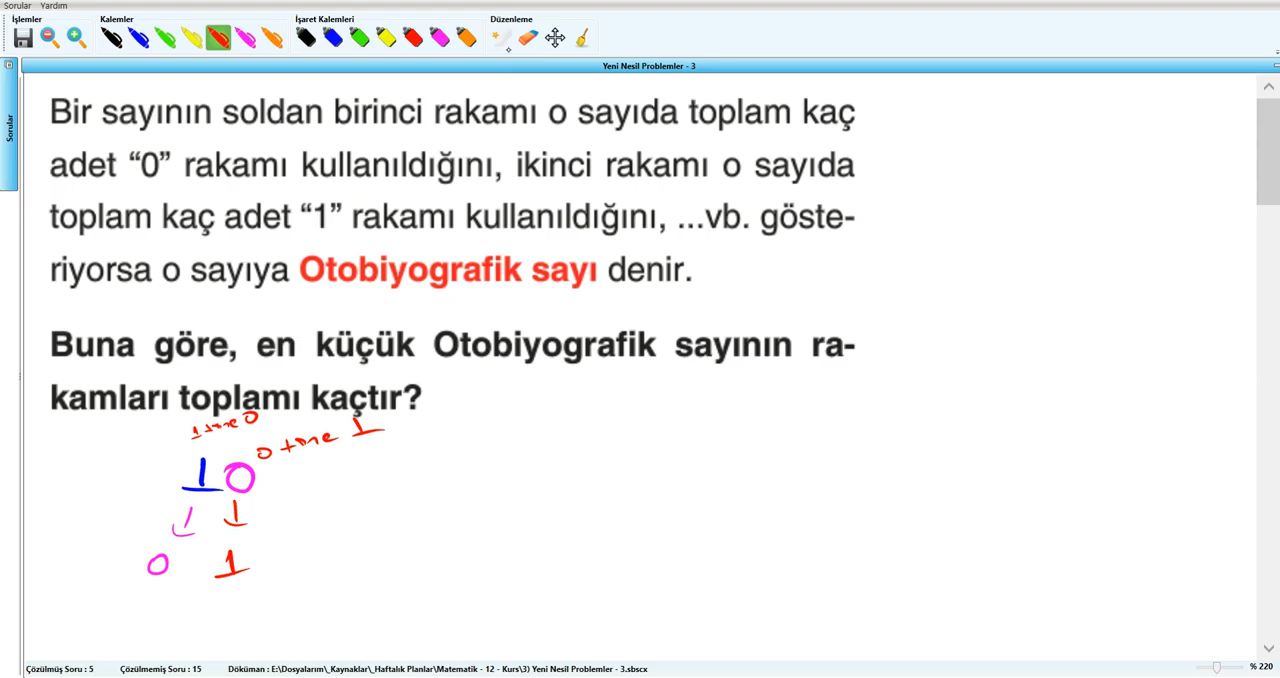 Sorular Yardım
İşlemler Kalemler İşaret Kalemleri Düzenleme
Yeni Nesil Problemler - 3
Sorular
Bir sayının soldan birinci rakamı o sayıda toplam kaç
adet “0” rakamı kullanıldığını, ikinci rakamı o sayıda
toplam kaç adet “1” rakamı kullanıldığını, ...vb. göste-
riyorsa o sayıya Otobiyografik sayı denir.
Buna göre, en küçük Otobiyografik sayının ra-
kamları toplamı kaçtır?
1 tane 0
0 tane 1
1 0
0 1
Çözülmüş Soru : 5 Çözülmemiş Soru : 15 Döküman : E:\Dosyalarım\_Kaynaklar\_Haftalık Planlar\Matematik - 12 - Kurs\3) Yeni Nesil Problemler - 3.sbscx % 220